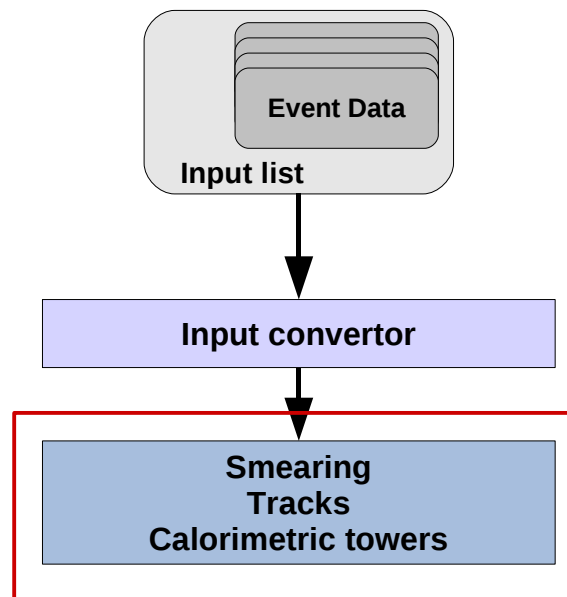 Event Data
Input list
Input convertor
Smearing
Tracks
Calorimetric towers